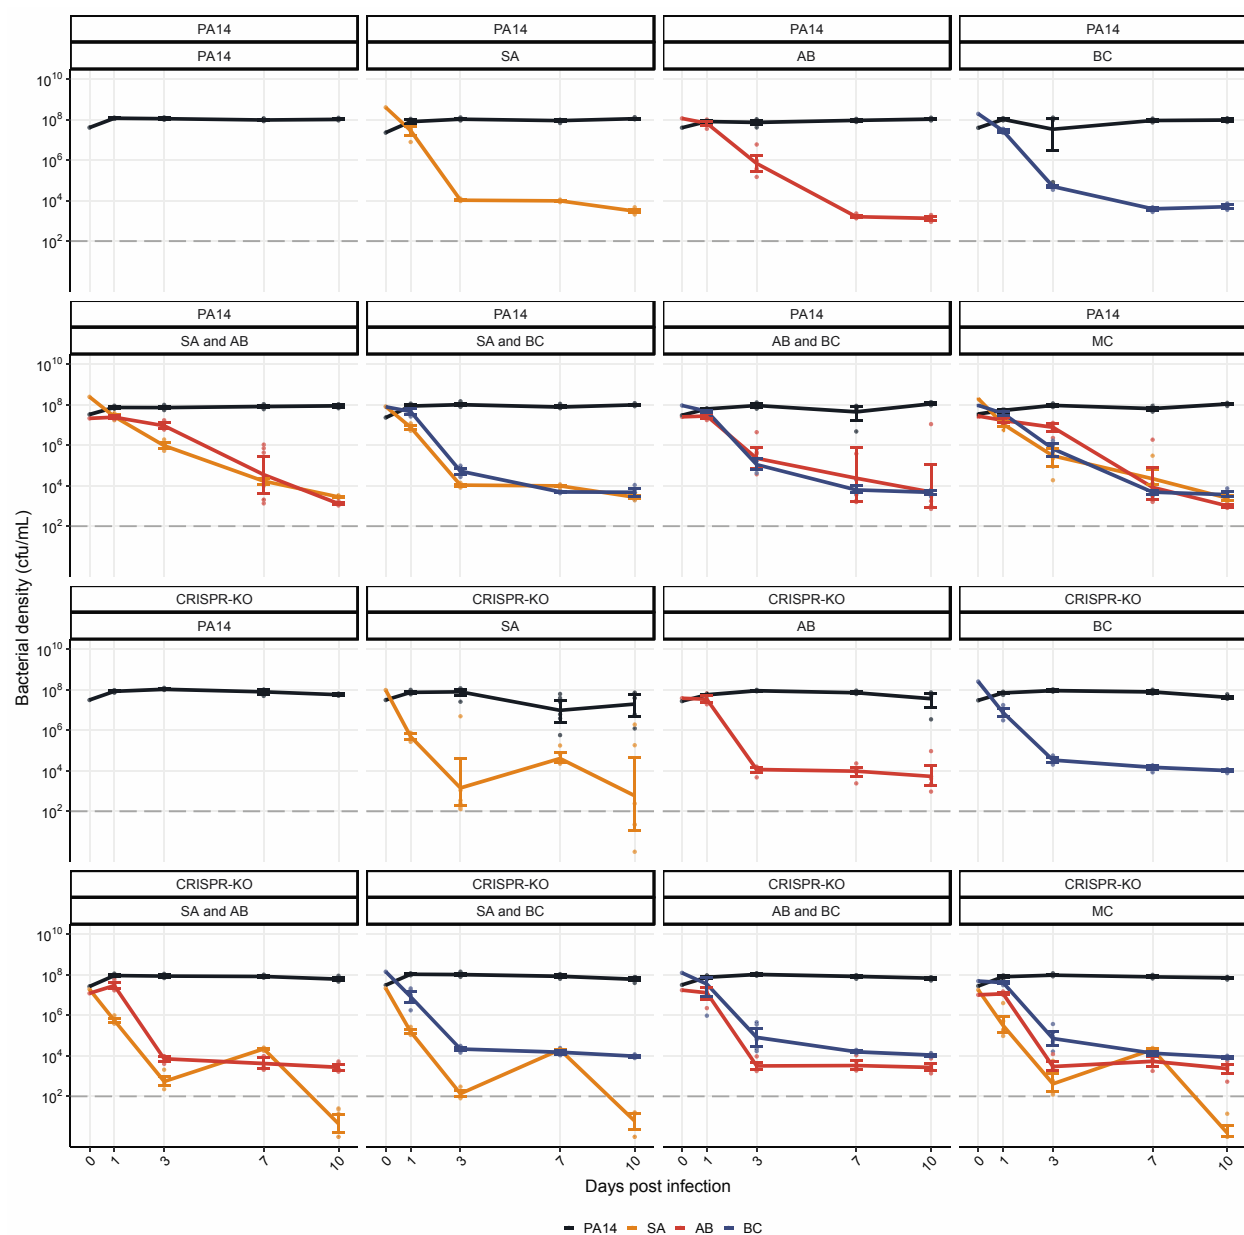 PA14 PA14 PA14 PA14
PA14 SA AB BC
10^10
10^8
10^6
10^4
10^2
PA14 PA14 PA14 PA14
SA and AB SA and BC AB and BC MC
10^10
10^8
10^6
10^4
10^2
Bacterial density (cfu/mL)
CRISPR-KO CRISPR-KO CRISPR-KO CRISPR-KO
PA14 SA AB BC
10^10
10^8
10^6
10^4
10^2
CRISPR-KO CRISPR-KO CRISPR-KO CRISPR-KO
SA and AB SA and BC AB and BC MC
10^10
10^8
10^6
10^4
10^2
0 1 3 7 10 0 1 3 7 10 0 1 3 7 10 0 1 3 7 10
Days post infection
PA14 SA AB BC